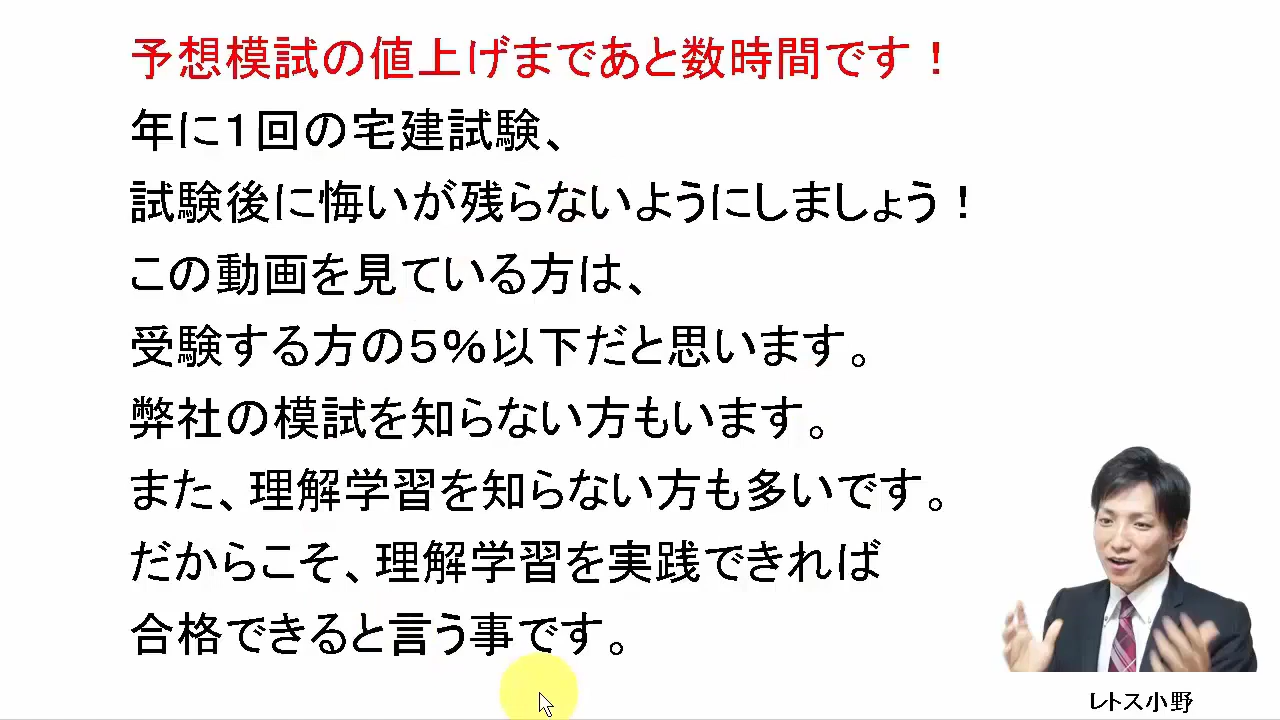 予想模試の値上げまであと数時間です！
年に１回の宅建試験、
試験後に悔いが残らないようにしましょう！
この動画を見ている方は、
受験する方の５％以下だと思います。
弊社の模試を知らない方もいます。
また、理解学習を知らない方も多いです。
だからこそ、理解学習を実践できれば
合格できると言う事です。
レトス小野